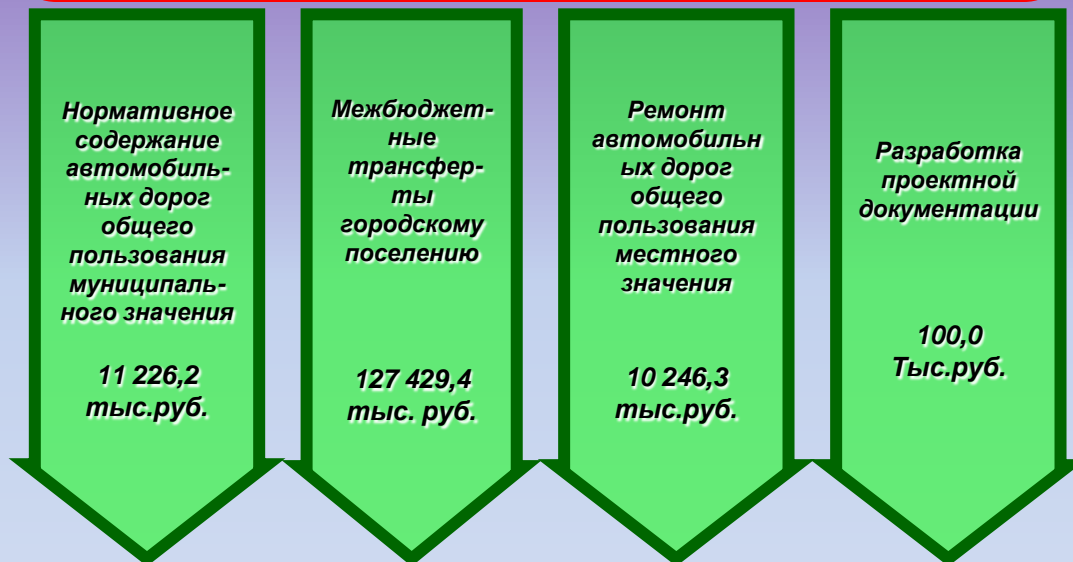 Нормативное
содержание
автомобиль-
ных дорог
общего
пользования
муниципаль-
ного значения
11 226,2
тыс.руб.
Межбюджет-
ные
трансфер-
ты
городскому
поселению
127 429,4
тыс. руб.
Ремонт
автомобильн
ых дорог
общего
пользования
местного
значения
10 246,3
тыс.руб.
Разработка
проектной
документации
100,0
Тыс.руб.